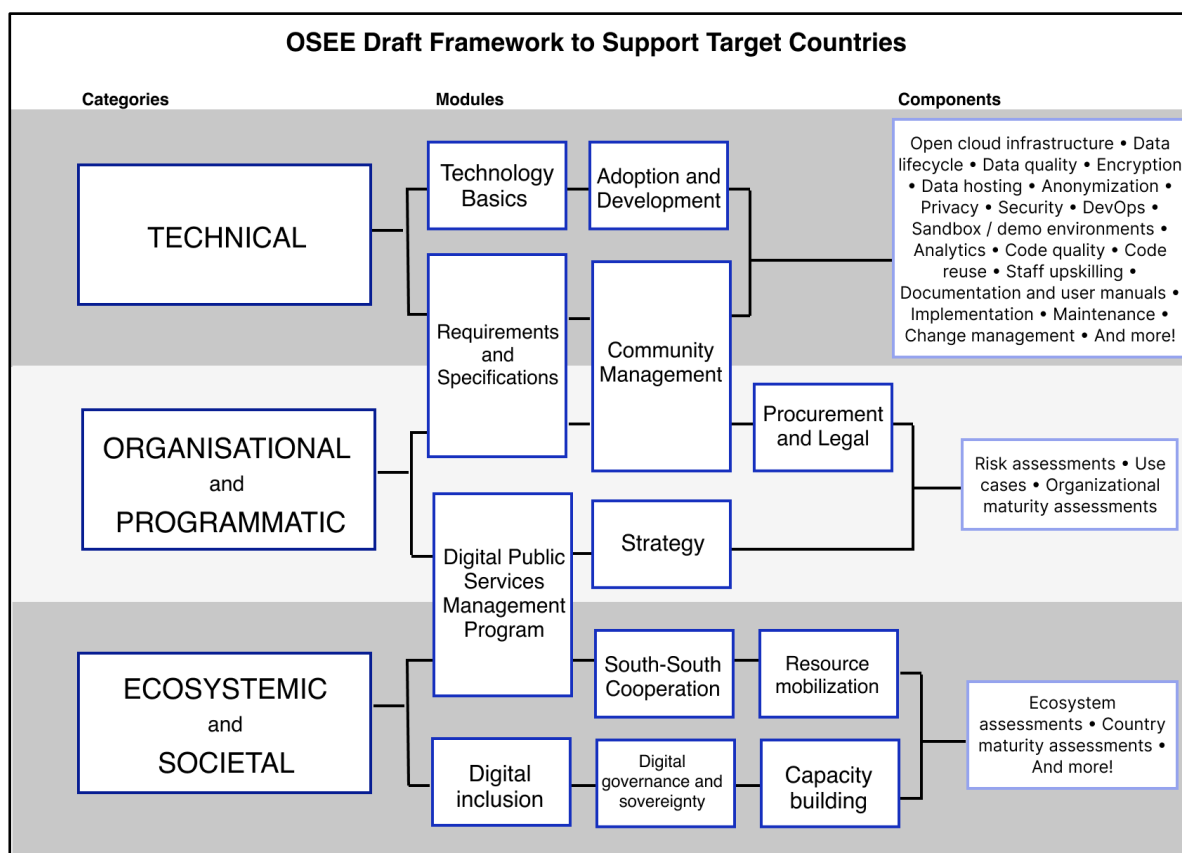 OSEE Draft Framework to Support Target Countries
Categories
Modules
Components
TECHNICAL
Technology
Basics
Adoption and
Development
Requirements
and
Specifications
Community
Management
Open cloud infrastructure • Data
lifecycle • Data quality • Encryption
• Data hosting • Anonymization •
Privacy • Security • DevOps •
Sandbox / demo environments •
Analytics • Code quality • Code
reuse • Staff upskilling •
Documentation and user manuals •
Implementation • Maintenance •
Change management • And more!
ORGANISATIONAL
and
PROGRAMMATIC
Procurement
and Legal
Digital Public
Services
Management
Program
Strategy
Risk assessments • Use
cases • Organizational
maturity assessments
ECOSYSTEMIC
and
SOCIETAL
South-South
Cooperation
Resource
mobilization
Digital
inclusion
Digital
governance and
sovereignty
Capacity
building
Ecosystem
assessments • Country
maturity assessments •
And more!